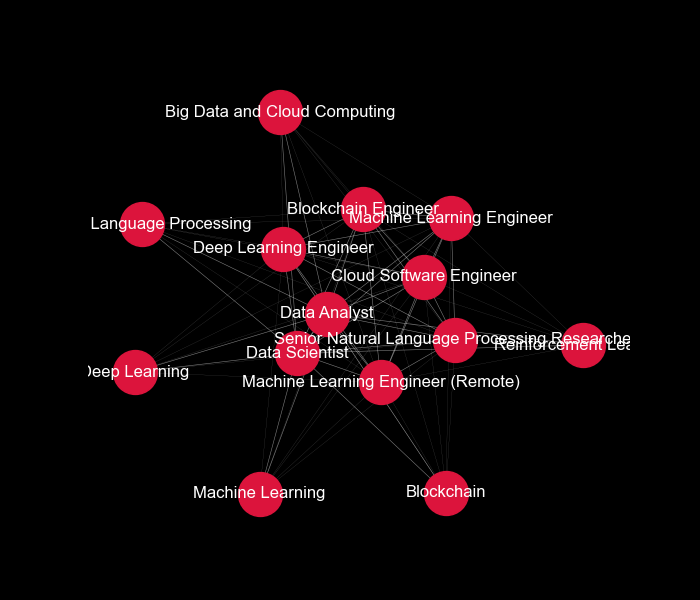 Big Data and Cloud Computing
Blockchain Engineer
Machine Learning Engineer
Language Processing
Deep Learning Engineer
Cloud Software Engineer
Data Analyst
Senior Natural Language Processing Researche
Reinforcement Lea
Data Scientist
Deep Learning
Machine Learning Engineer (Remote)
Machine Learning
Blockchain